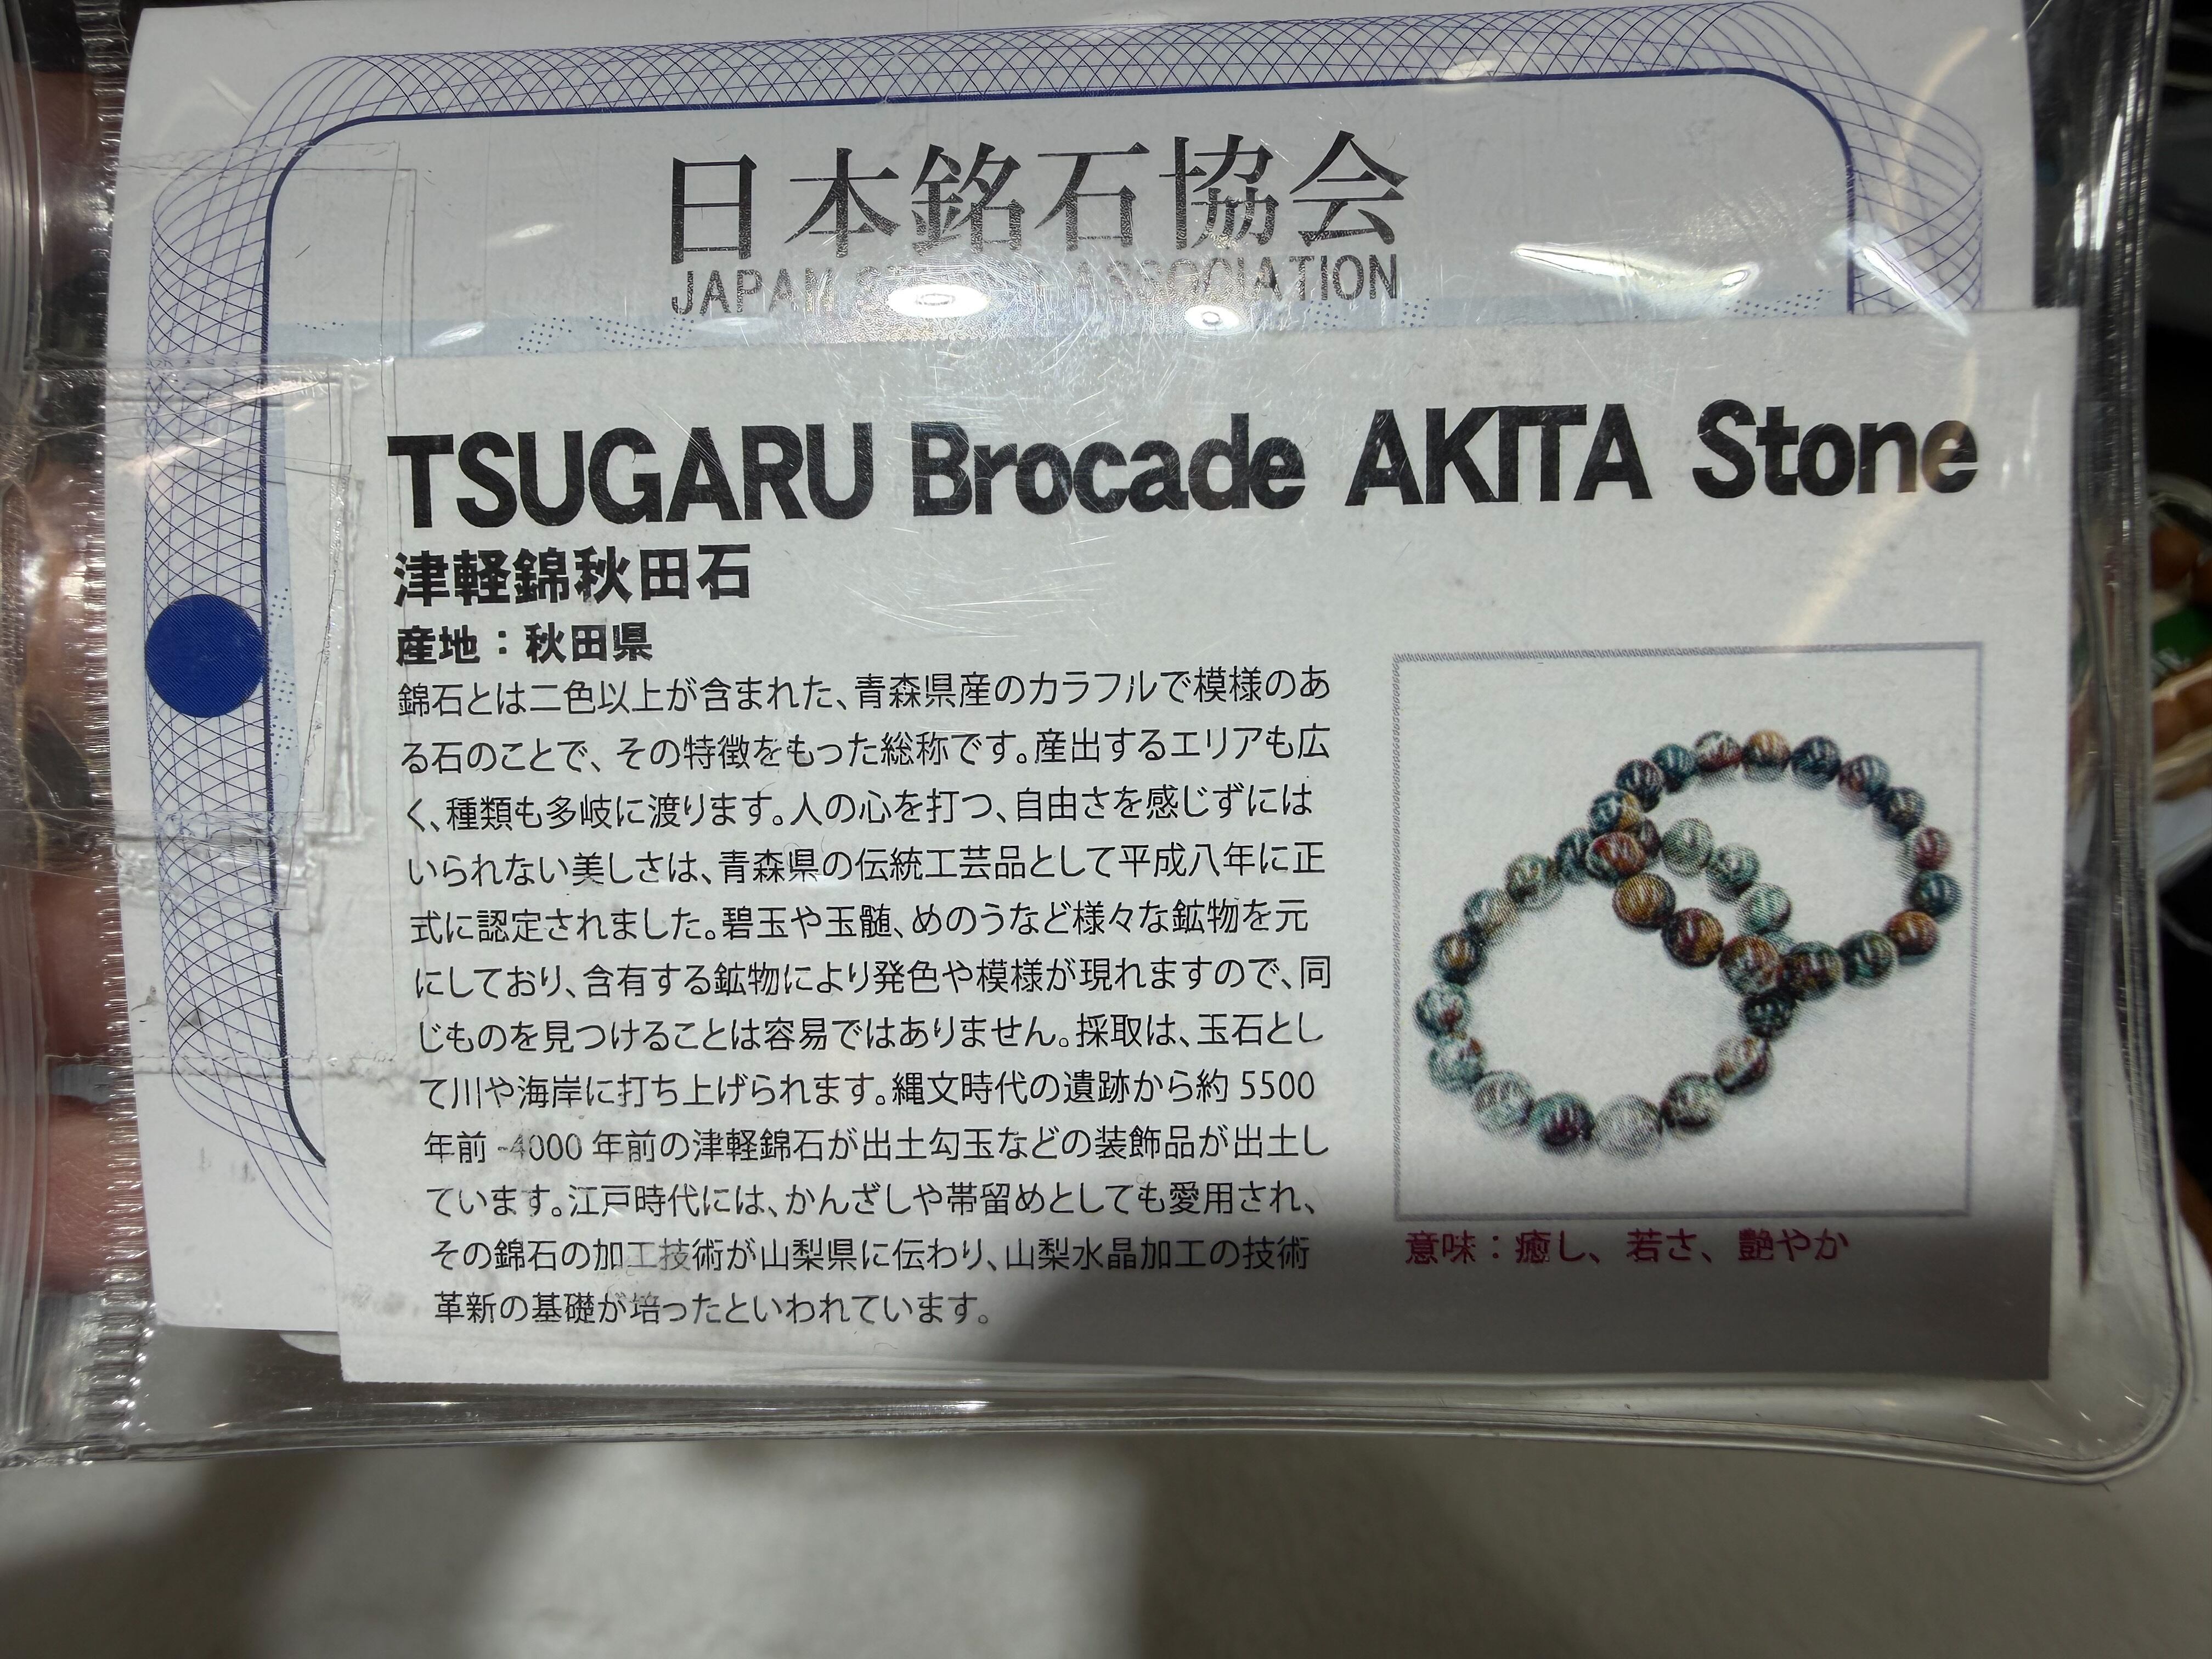 日本銘石協会
JAPAN ASSOCIATION
TSUGARU Brocade AKITA Stone
津軽錦秋田石
産地：秋田県
錦石とは二色以上が含まれた、青森県産のカラフルで模様のあ
る石のことで、その特徴をもった総称です。産出するエリアも広
く、種類も多岐に渡ります。人の心を打つ、自由さを感じずには
いられない美しさは、青森県の伝統工芸品として平成八年に正
式に認定されました。碧玉や玉髄、めのうなど様々な鉱物を元
にしており、含有する鉱物により発色や模様が現れますので、同
じものを見つけることは容易ではありません。採取は、玉石とし
て川や海岸に打ち上げられます。縄文時代の遺跡から約 5500
年前 -4000 年前の津軽錦石が出土勾玉などの装飾品が出土し
ています。江戸時代には、かんざしや帯留めとしても愛用され、
その錦石の加工技術が山梨県に伝わり、山梨水晶加工の技術
革新の基礎が培ったといわれています。
意味：癒し、若さ、艶やか